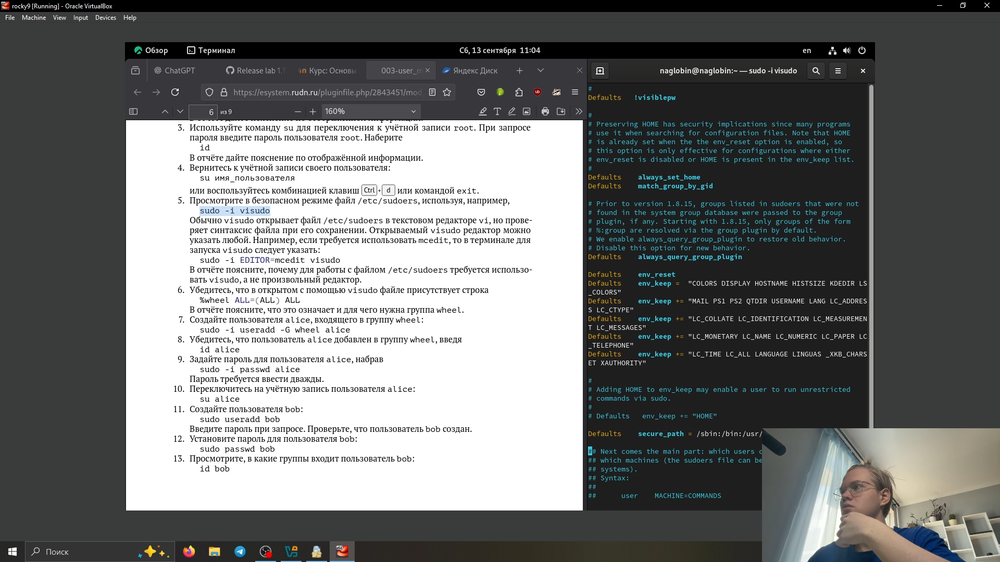 rocky9 [Running] - Oracle VirtualBox
File Machine View Input Devices Help
Обзор Терминал Сб, 13 сентября 11:04 en
ChatGPT Release lab 1.1 Курс: Основы 003-user_m Яндекс Диск
https://esystem.rudn.ru/pluginfile.php/2843451/mod_
6 из 9 160%
3. Используйте команду su для переключения к учётной записи root. При запросе
пароля введите пароль пользователя root. Наберите
id
В отчёте дайте пояснение по отображённой информации.
4. Вернитесь к учётной записи своего пользователя:
su имя_пользователя
или воспользуйтесь комбинацией клавиш Ctrl + d или командой exit.
5. Просмотрите в безопасном режиме файл /etc/sudoers, используя, например,
sudo -i visudo
Обычно visudo открывает файл /etc/sudoers в текстовом редакторе vi, но прове-
ряет синтаксис файла при его сохранении. Открываемый visudo редактор можно
указать любой. Например, если требуется использовать mcedit, то в терминале для
запуска visudo следует указать:
sudo -i EDITOR=mcedit visudo
В отчёте поясните, почему для работы с файлом /etc/sudoers требуется использо-
вать visudo, а не произвольный редактор.
6. Убедитесь, что в открытом с помощью visudo файле присутствует строка
%wheel ALL=(ALL) ALL
В отчёте поясните, что это означает и для чего нужна группа wheel.
7. Создайте пользователя alice, входящего в группу wheel:
sudo -i useradd -G wheel alice
8. Убедитесь, что пользователь alice добавлен в группу wheel, введя
id alice
9. Задайте пароль для пользователя alice, набрав
sudo -i passwd alice
Пароль требуется ввести дважды.
10. Переключитесь на учётную запись пользователя alice:
su alice
11. Создайте пользователя bob:
sudo useradd bob
Введите пароль при запросе. Проверьте, что пользователь bob создан.
12. Установите пароль для пользователя bob:
sudo passwd bob
13. Просмотрите, в какие группы входит пользователь bob:
id bob
naglobin@naglobin:~ — sudo -i visudo
#
Defaults !visiblepw
#
# Preserving HOME has security implications since many programs
# use it when searching for configuration files. Note that HOME
# is already set when the the env_reset option is enabled, so
# this option is only effective for configurations where either
# env_reset is disabled or HOME is present in the env_keep list.
#
Defaults always_set_home
Defaults match_group_by_gid
# Prior to version 1.8.15, groups listed in sudoers that were not
# found in the system group database were passed to the group
# plugin, if any. Starting with 1.8.15, only groups of the form
# %:group are resolved via the group plugin by default.
# We enable always_query_group_plugin to restore old behavior.
# Disable this option for new behavior.
Defaults always_query_group_plugin
Defaults env_reset
Defaults env_keep = "COLORS DISPLAY HOSTNAME HISTSIZE KDEDIR LS
_COLORS"
Defaults env_keep += "MAIL PS1 PS2 QTDIR USERNAME LANG LC_ADDRES
S LC_CTYPE"
Defaults env_keep += "LC_COLLATE LC_IDENTIFICATION LC_MEASUREMEN
T LC_MESSAGES"
Defaults env_keep += "LC_MONETARY LC_NAME LC_NUMERIC LC_PAPER LC
_TELEPHONE"
Defaults env_keep += "LC_TIME LC_ALL LANGUAGE LINGUAS _XKB_CHARS
ET XAUTHORITY"
#
# Adding HOME to env_keep may enable a user to run unrestricted
# commands via sudo.
#
# Defaults env_keep += "HOME"
Defaults secure_path = /sbin:/bin:/usr/
## Next comes the main part: which users c
## which machines (the sudoers file can be
## systems).
## Syntax:
##
## user MACHINE=COMMANDS
Поиск